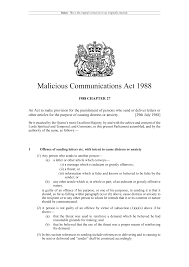 Status: This is the original version (as it was originally enacted).
Malicious Communications Act 1988
1988 CHAPTER 27
An Act to make provision for the punishment of persons who send or deliver letters or
other articles for the purpose of causing distress or anxiety. [29th July 1988]
Be it enacted by the Queen's most Excellent Majesty, by and with the advice and consent of the
Lords Spiritual and Temporal, and Commons, in this present Parliament assembled, and by the
authority of the same, as follows:—
1 Offence of sending letters etc. with intent to cause distress or anxiety
(1) Any person who sends to another person—
(a) a letter or other article which conveys—
(i) a message which is indecent or grossly offensive;
(ii) a threat; or
(iii) information which is false and known or believed to be false by the
sender; or
(b) any other article which is, in whole or part, of an indecent or grossly offensive
nature,
is guilty of an offence if his purpose, or one of his purposes, in sending it is that it
should, so far as falling within paragraph (a) or (b) above, cause distress or anxiety to
the recipient or to any other person to whom he intends that it or its contents or nature
should be communicated.
(2) A person is not guilty of an offence by virtue of subsection (1)(a)(ii) above if he
shows—
(a) that the threat was used to reinforce a demand which he believed he had
reasonable grounds for making; and
(b) that he believed that the use of the threat was a proper means of reinforcing
the demand.
(3) In this section references to sending include references to delivering and to causing to
be sent or delivered and "sender" shall be construed accordingly.